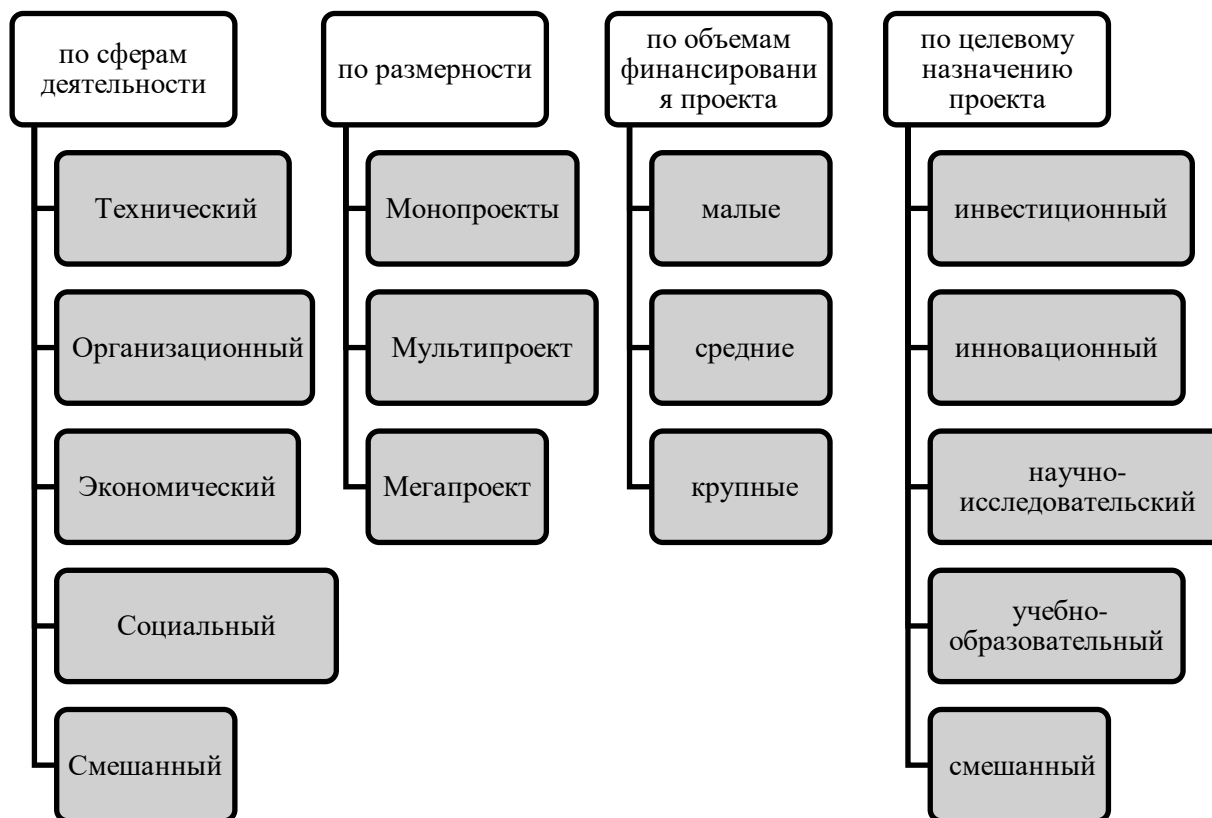 по сферам
деятельности
Технический
Организационный
Экономический
Социальный
Смешанный
по размерности
Монопроекты
Мультипроект
Мегапроект
по объемам
финансировани
я проекта
малые
средние
крупные
по целевому
назначению
проекта
инвестиционный
инновационный
научно-
исследовательский
учебно-
образовательный
смешанный